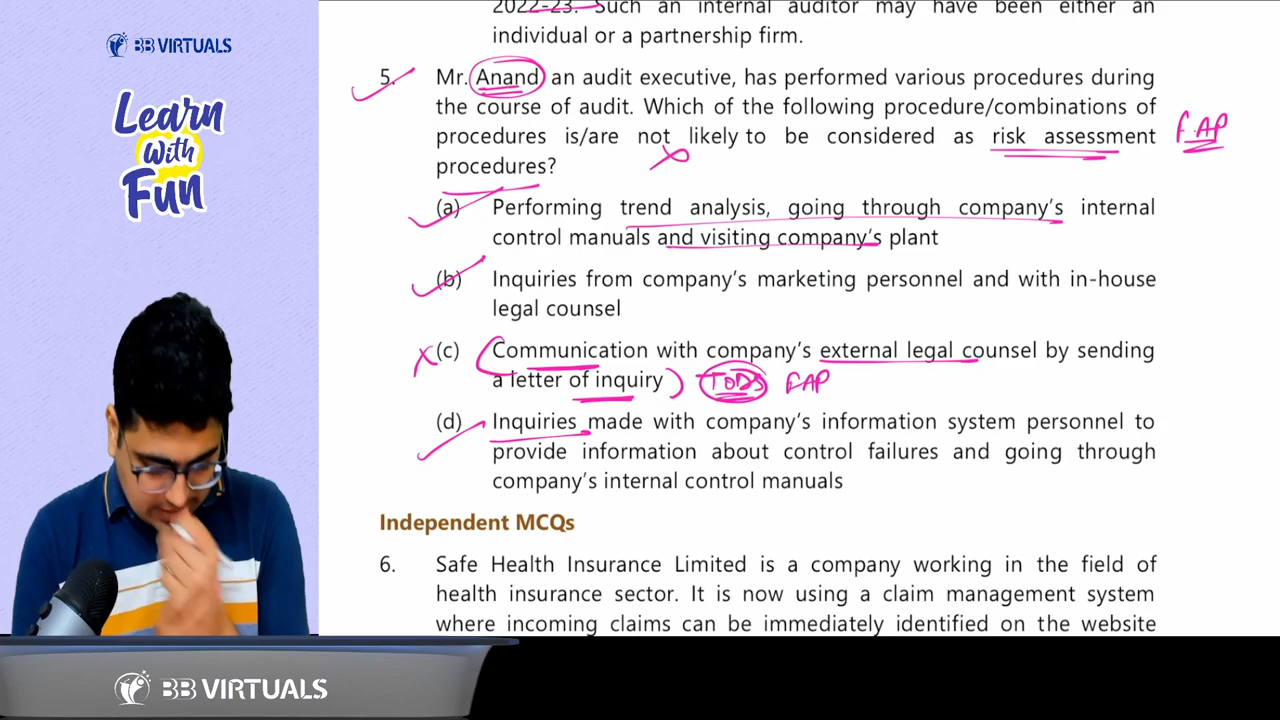 BB VIRTUALS
Learn
With
Fun
2022-23. Such an internal auditor may have been either an
individual or a partnership firm.
5. Mr. Anand an audit executive, has performed various procedures during
the course of audit. Which of the following procedure/combinations of
procedures is/are not likely to be considered as risk assessment FAP
procedures?
(a) Performing trend analysis, going through company's internal
control manuals and visiting company's plant
(b) Inquiries from company's marketing personnel and with in-house
legal counsel
(c) Communication with company's external legal counsel by sending
a letter of inquiry TODS FAP
(d) Inquiries made with company's information system personnel to
provide information about control failures and going through
company's internal control manuals
Independent MCQs
6. Safe Health Insurance Limited is a company working in the field of
health insurance sector. It is now using a claim management system
where incoming claims can be immediately identified on the website
BB VIRTUALS